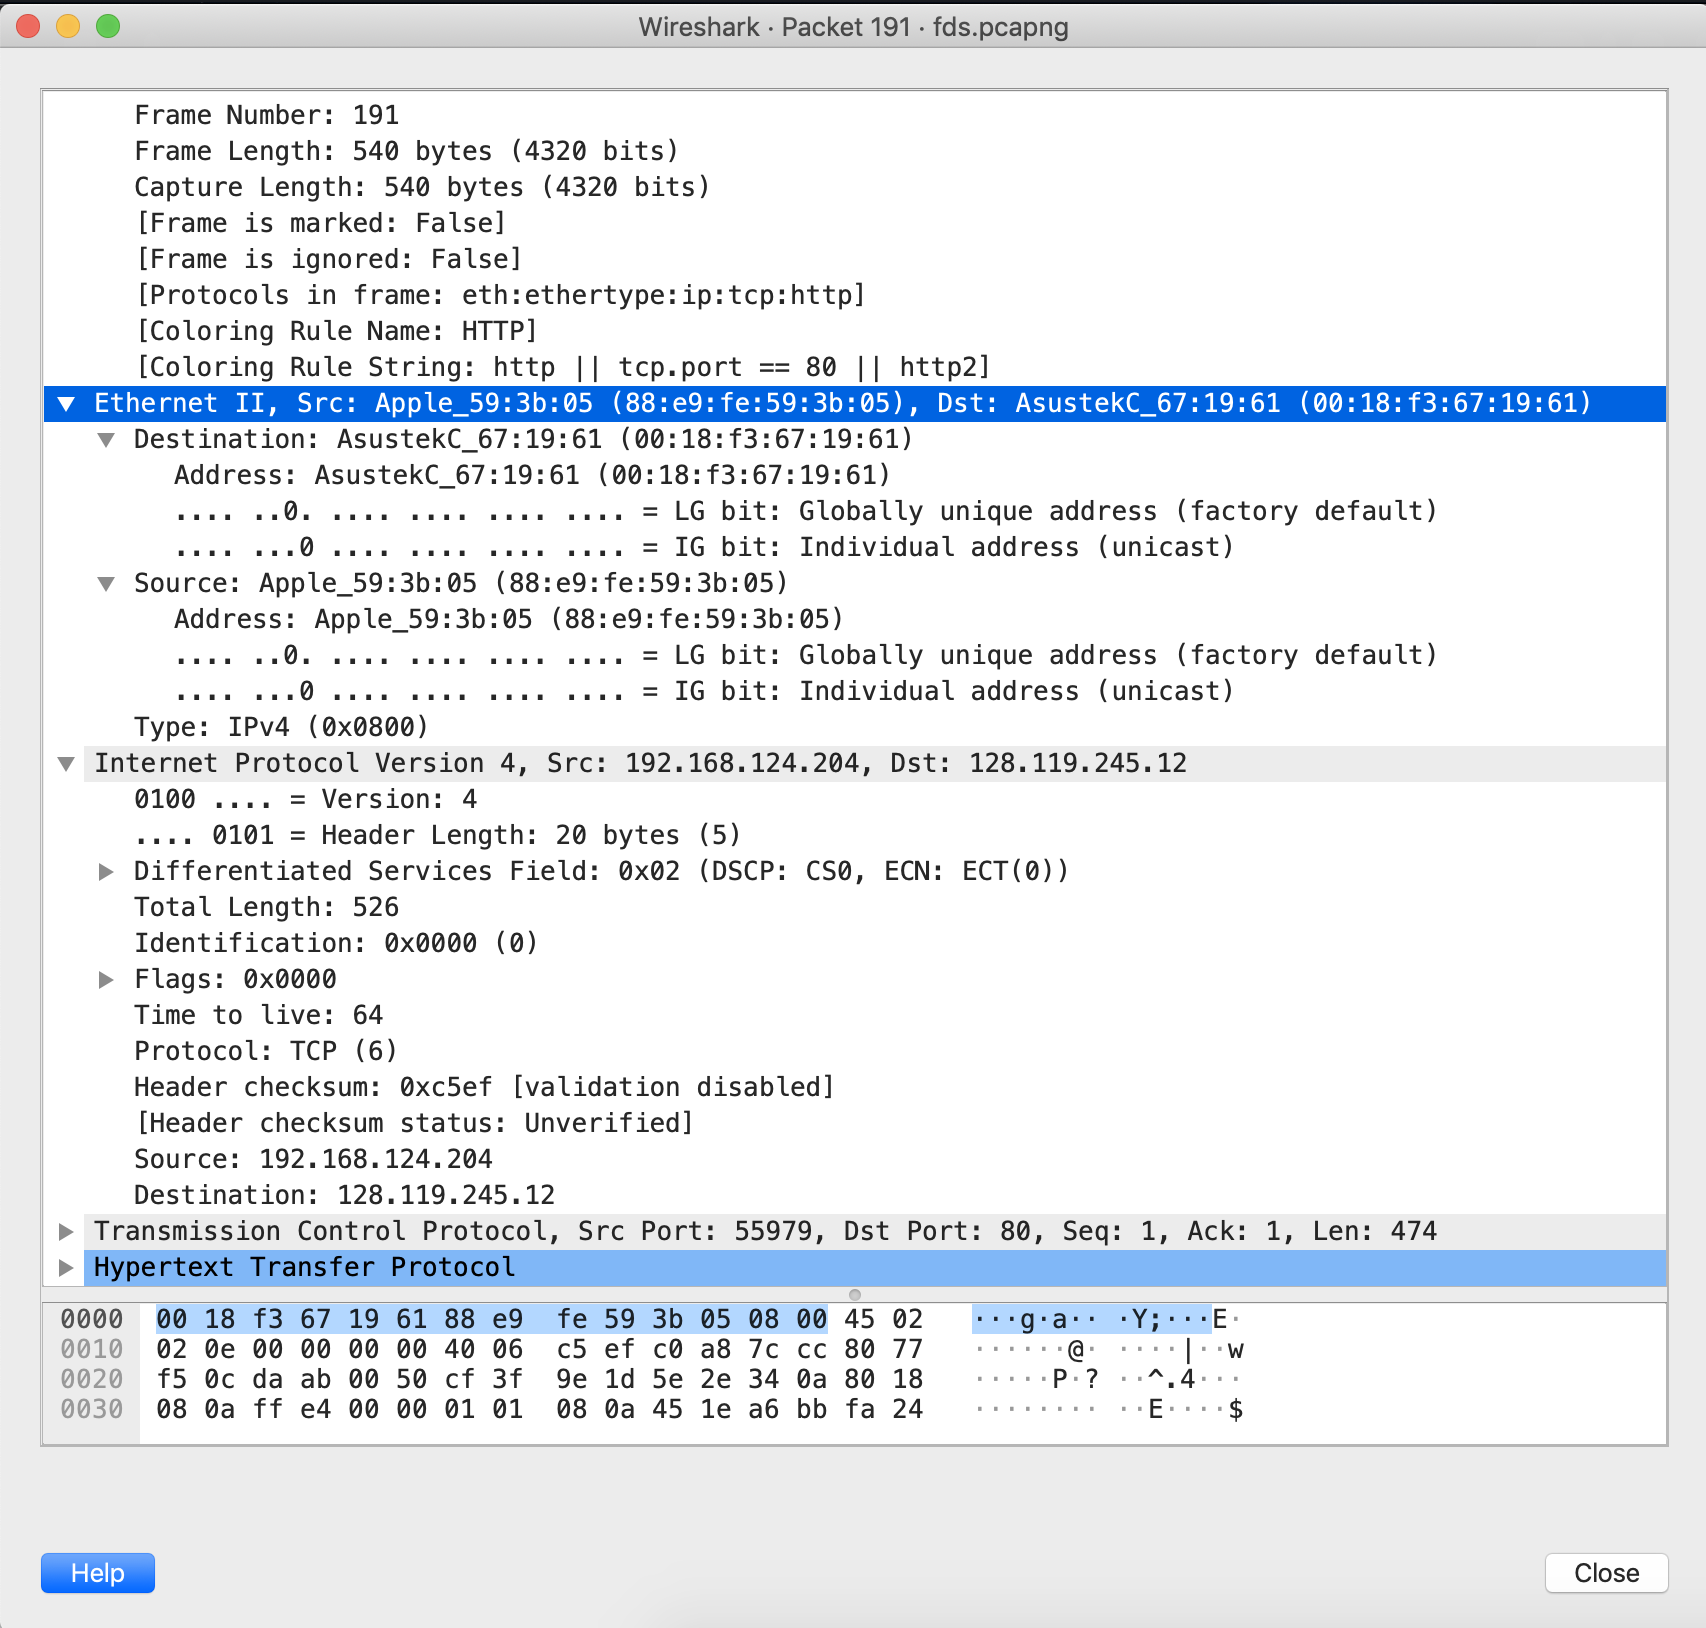 Wireshark · Packet 191 · fds.pcapng
Frame Number: 191
Frame Length: 540 bytes (4320 bits)
Capture Length: 540 bytes (4320 bits)
[Frame is marked: False]
[Frame is ignored: False]
[Protocols in frame: eth:ethertype:ip:tcp:http]
[Coloring Rule Name: HTTP]
[Coloring Rule String: http || tcp.port == 80 || http2]
Ethernet II, Src: Apple_59:3b:05 (88:e9:fe:59:3b:05), Dst: AsustekC_67:19:61 (00:18:f3:67:19:61)
Destination: AsustekC_67:19:61 (00:18:f3:67:19:61)
Address: AsustekC_67:19:61 (00:18:f3:67:19:61)
.... ..0. .... .... .... .... = LG bit: Globally unique address (factory default)
.... ...0 .... .... .... .... = IG bit: Individual address (unicast)
Source: Apple_59:3b:05 (88:e9:fe:59:3b:05)
Address: Apple_59:3b:05 (88:e9:fe:59:3b:05)
.... ..0. .... .... .... .... = LG bit: Globally unique address (factory default)
.... ...0 .... .... .... .... = IG bit: Individual address (unicast)
Type: IPv4 (0x0800)
Internet Protocol Version 4, Src: 192.168.124.204, Dst: 128.119.245.12
0100 .... = Version: 4
.... 0101 = Header Length: 20 bytes (5)
Differentiated Services Field: 0x02 (DSCP: CS0, ECN: ECT(0))
Total Length: 526
Identification: 0x0000 (0)
Flags: 0x0000
Time to live: 64
Protocol: TCP (6)
Header checksum: 0xc5ef [validation disabled]
[Header checksum status: Unverified]
Source: 192.168.124.204
Destination: 128.119.245.12
Transmission Control Protocol, Src Port: 55979, Dst Port: 80, Seq: 1, Ack: 1, Len: 474
Hypertext Transfer Protocol
0000 00 18 f3 67 19 61 88 e9 fe 59 3b 05 08 00 45 02 ···g·a·· ·Y;···E·
0010 02 0e 00 00 00 00 40 06 c5 ef c0 a8 7c cc 80 77 ······@· ····|··w
0020 f5 0c da ab 00 50 cf 3f 9e 1d 5e 2e 34 0a 80 18 ·····P·? ··^.4···
0030 08 0a ff e4 00 00 01 01 08 0a 45 1e a6 bb fa 24 ········ ··E····$
Help
Close